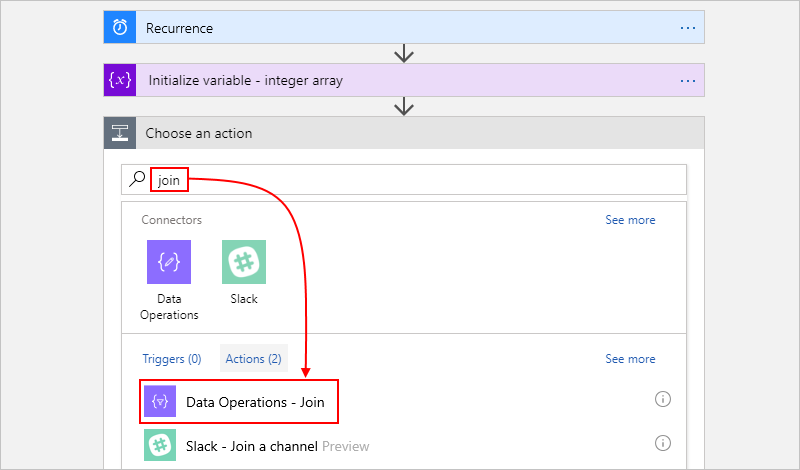 Recurrence
{x} Initialize variable - integer array
Choose an action
join
Connectors See more
Data Operations
Slack
Triggers (0) Actions (2) See more
Data Operations - Join
Slack - Join a channel Preview